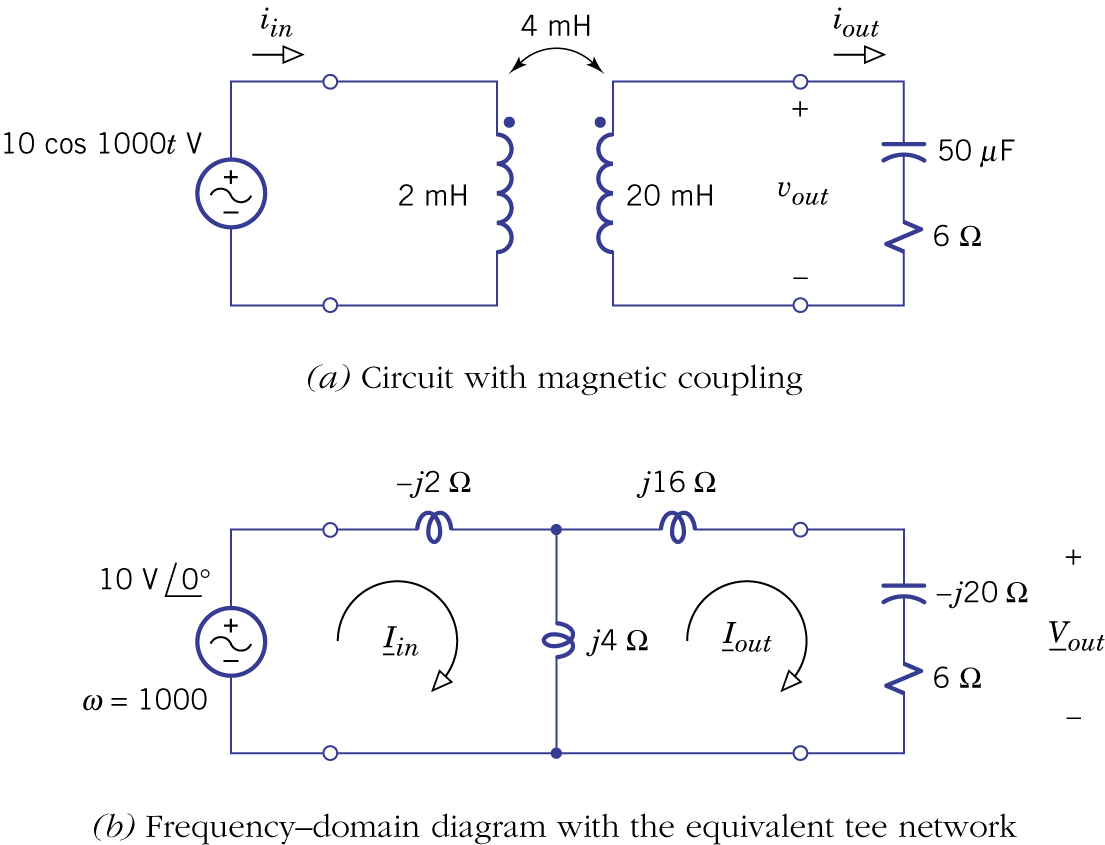 i_in
4 mH
i_out
10 cos 1000t V
+
–
2 mH
20 mH
+
v_out
–
50 μF
6 Ω
(a) Circuit with magnetic coupling
–j2 Ω
j16 Ω
10 V /0°
+
–
ω = 1000
I_in
j4 Ω
I_out
–j20 Ω
6 Ω
+
V_out
–
(b) Frequency–domain diagram with the equivalent tee network